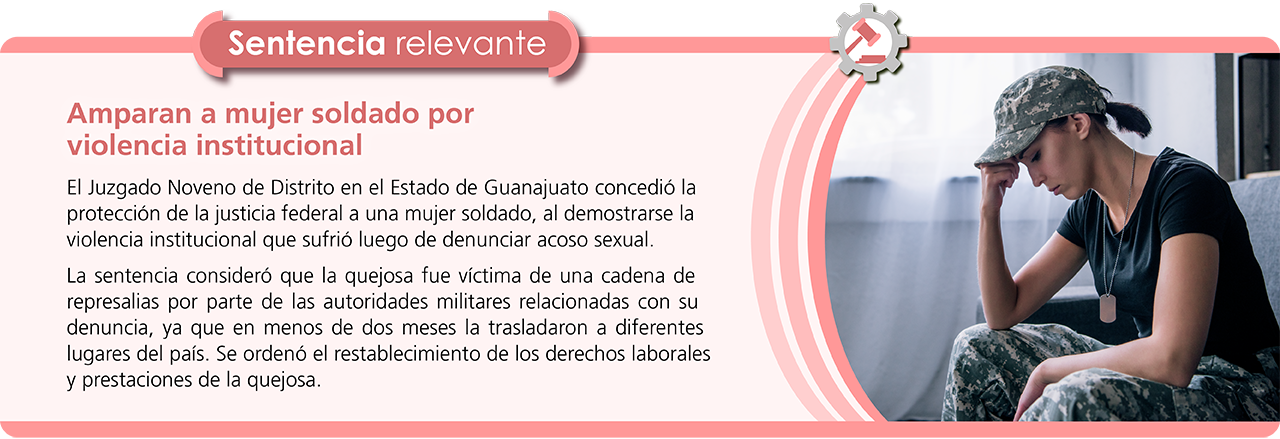 Sentencia relevante
Amparan a mujer soldado por
violencia institucional
El Juzgado Noveno de Distrito en el Estado de Guanajuato concedió la
protección de la justicia federal a una mujer soldado, al demostrarse la
violencia institucional que sufrió luego de denunciar acoso sexual.
La sentencia consideró que la quejosa fue víctima de una cadena de
represalias por parte de las autoridades militares relacionadas con su
denuncia, ya que en menos de dos meses la trasladaron a diferentes
lugares del país. Se ordenó el restablecimiento de los derechos laborales
y prestaciones de la quejosa.